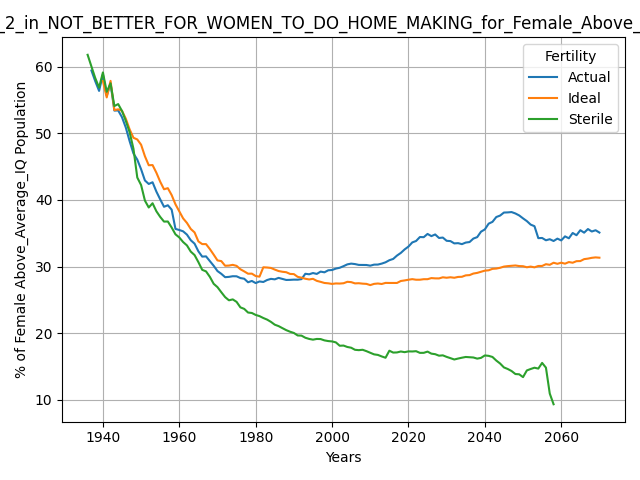 _2_in_NOT_BETTER_FOR_WOMEN_TO_DO_HOME_MAKING_for_Female_Above_
Fertility
Actual
Ideal
Sterile
% of Female Above_Average_IQ Population
60
50
40
30
20
10
1940
1960
1980
2000
2020
2040
2060
Years